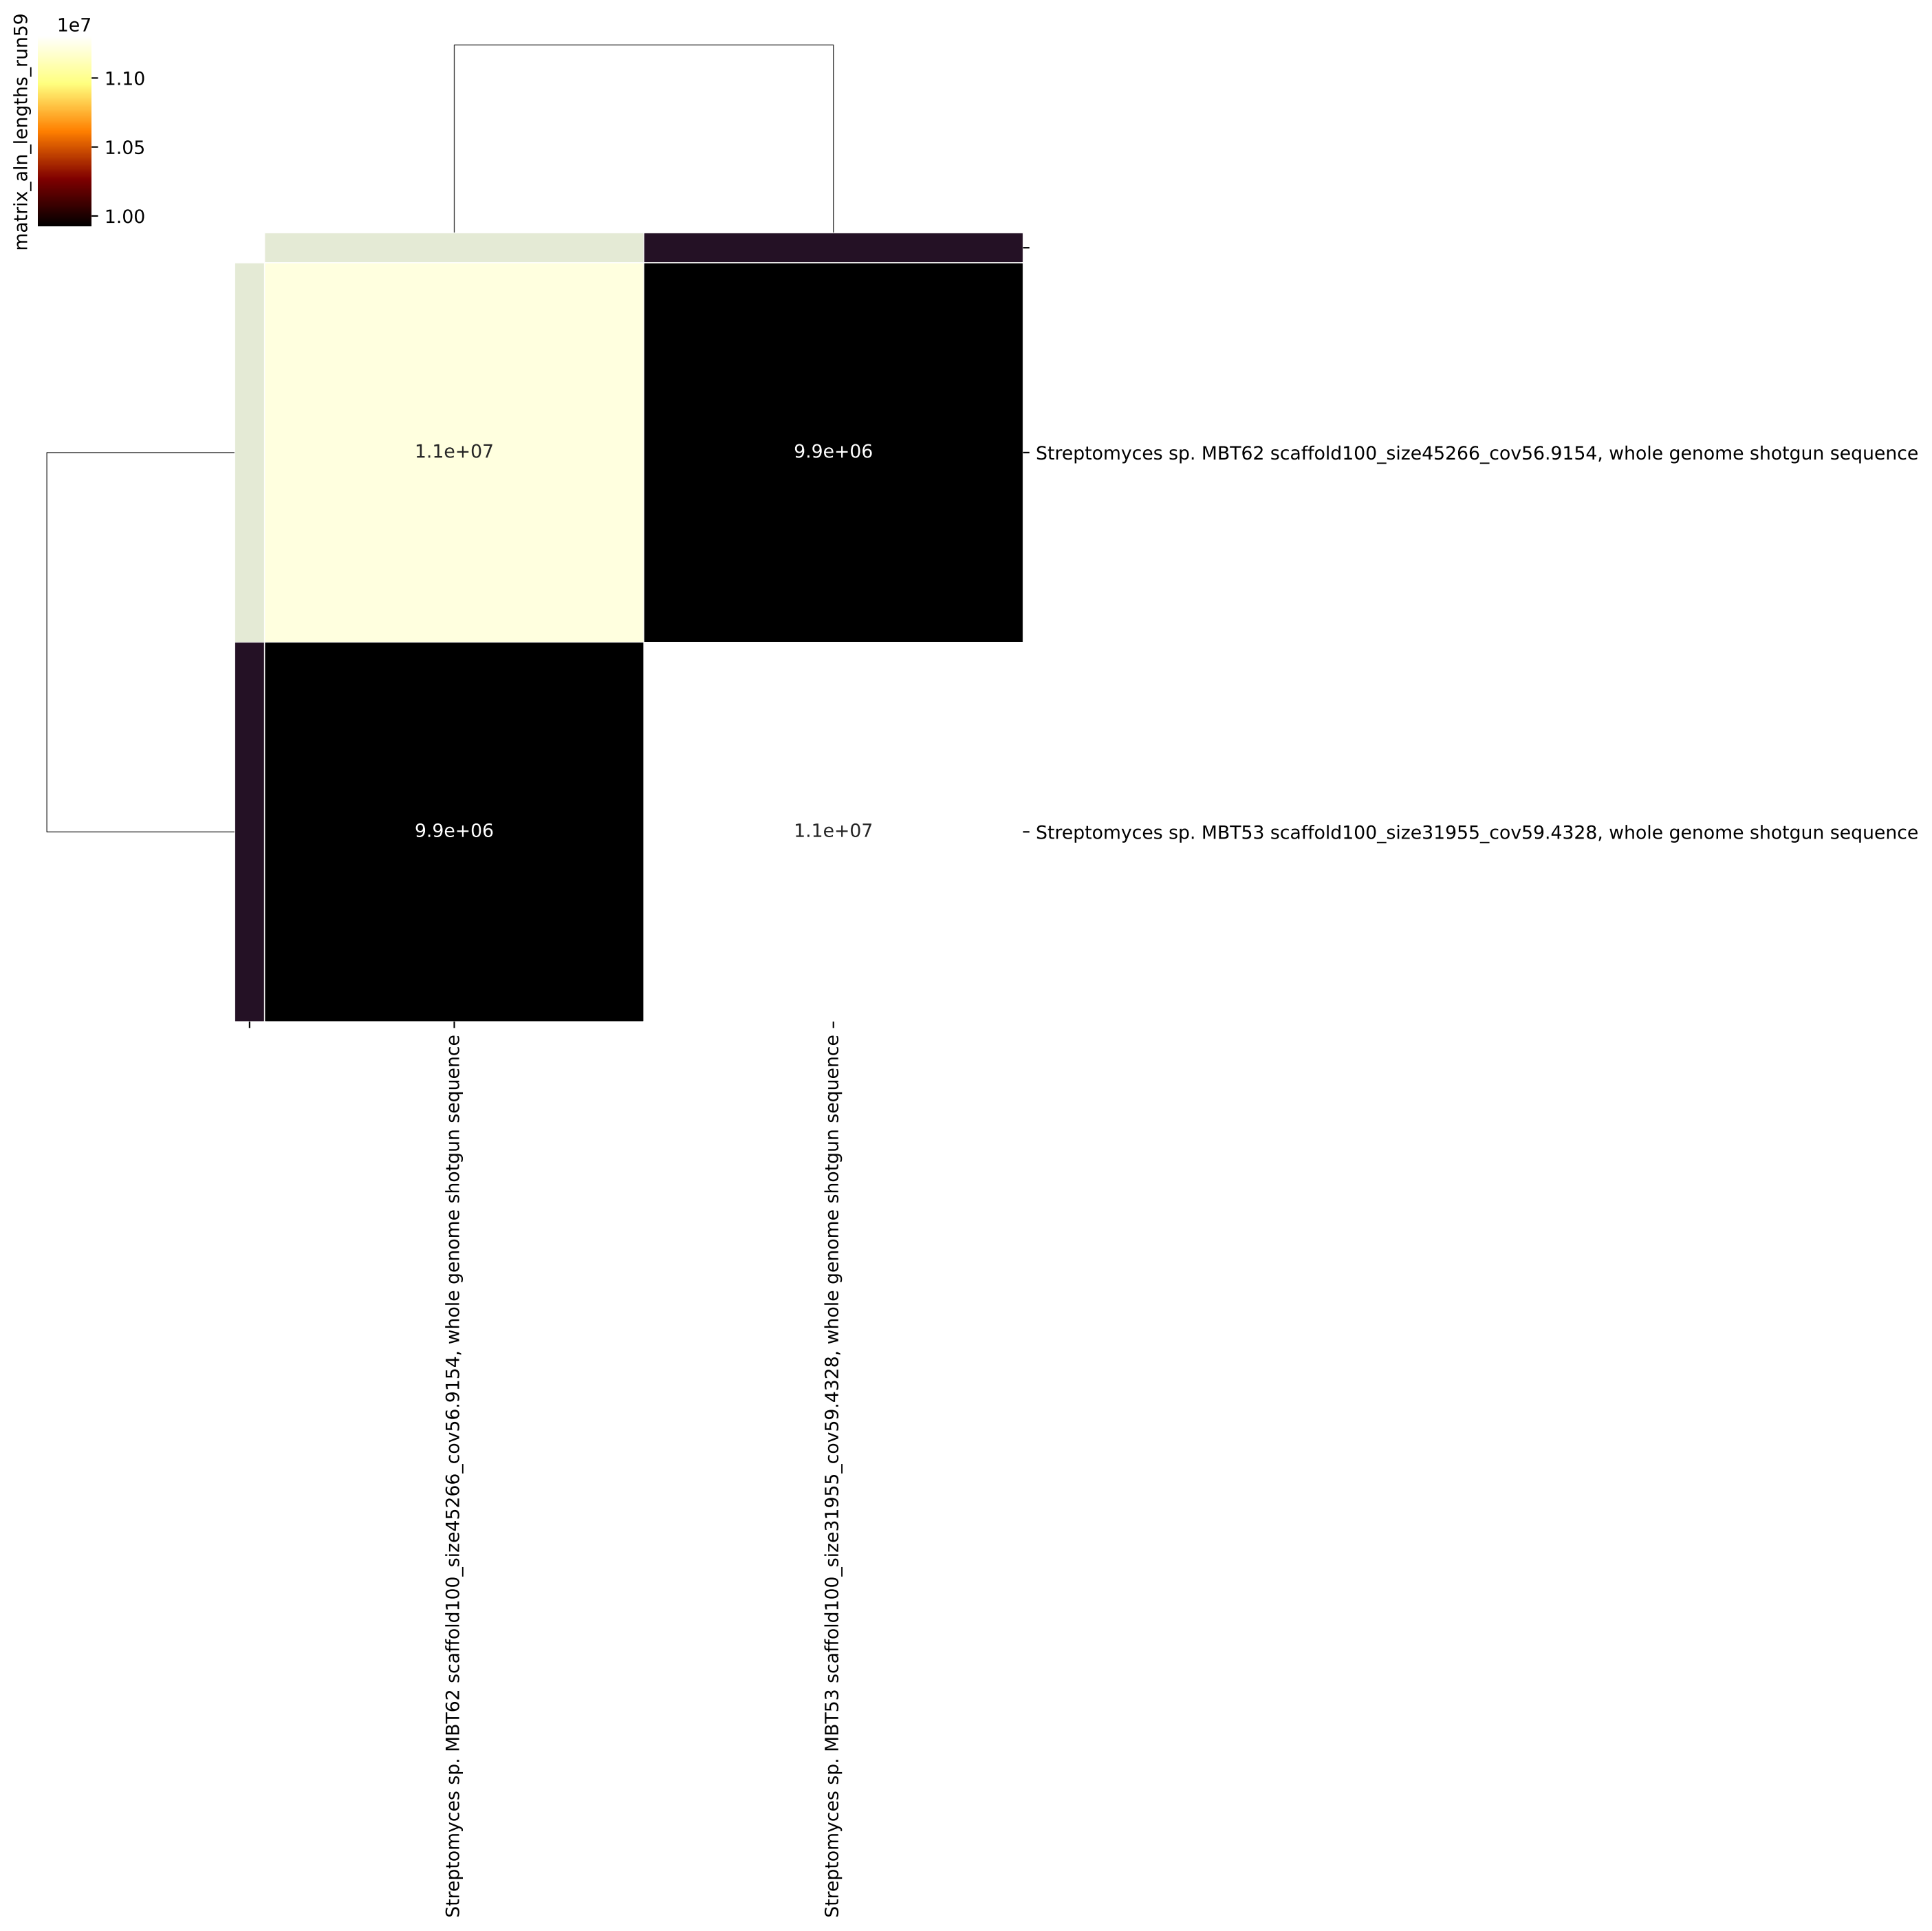 1e7
matrix_aln_lengths_run59
1.10
1.05
1.00
1.1e+07
9.9e+06
Streptomyces sp. MBT62 scaffold100_size45266_cov56.9154, whole genome shotgun sequence
9.9e+06
1.1e+07
Streptomyces sp. MBT53 scaffold100_size31955_cov59.4328, whole genome shotgun sequence
Streptomyces sp. MBT62 scaffold100_size45266_cov56.9154, whole genome shotgun sequence
Streptomyces sp. MBT53 scaffold100_size31955_cov59.4328, whole genome shotgun sequence